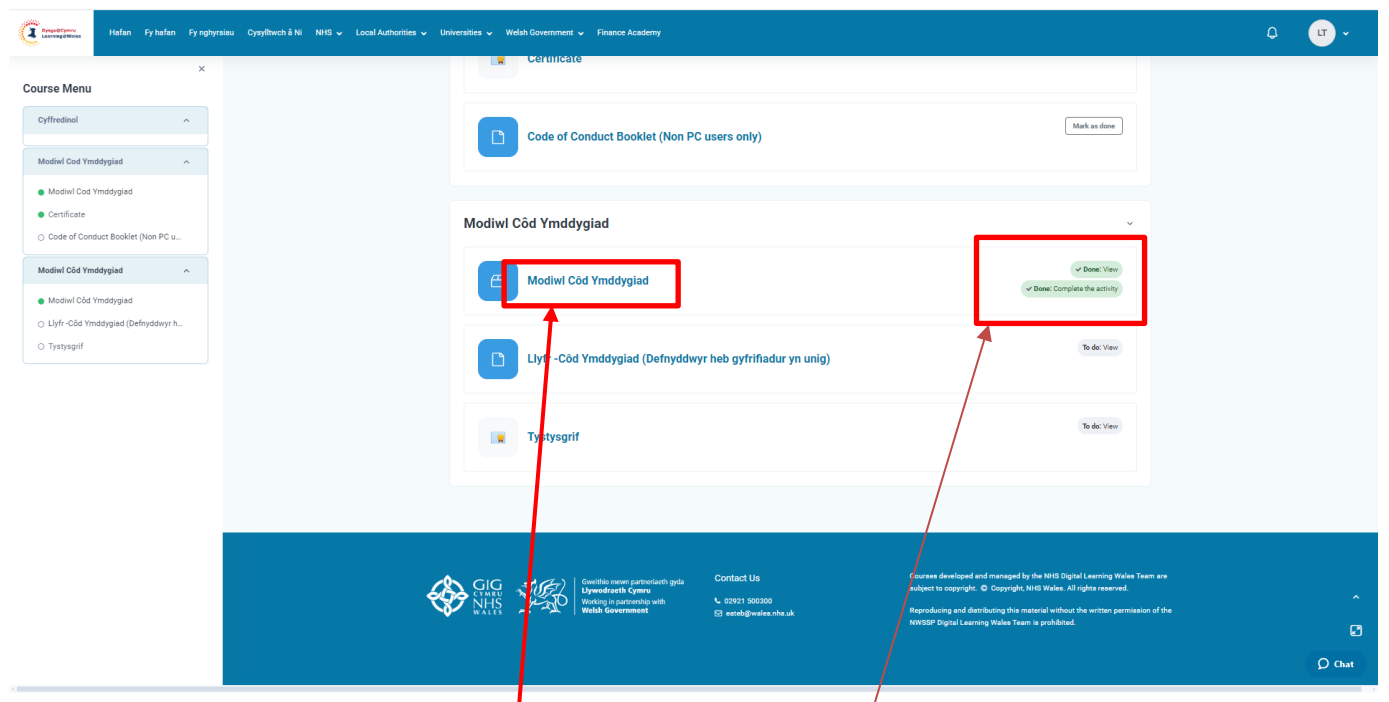 Dysgu@Cymru
Learning@Wales
Hafan Fy hafan Fy nghyrsiau Cysylltwch â Ni NHS Local Authorities Universities Welsh Government Finance Academy
LT
Course Menu
Cyffredinol
Modiwl Cod Ymddygiad
Modiwl Cod Ymddygiad
Certificate
Code of Conduct Booklet (Non PC u...
Modiwl Côd Ymddygiad
Modiwl Côd Ymddygiad
Llyfr -Côd Ymddygiad (Defnyddwyr h...
Tystysgrif
Certificate
Code of Conduct Booklet (Non PC users only)
Mark as done
Modiwl Côd Ymddygiad
Modiwl Côd Ymddygiad
Done: View
Done: Complete the activity
Llyfr -Côd Ymddygiad (Defnyddwyr heb gyfrifiadur yn unig)
To do: View
Tystysgrif
To do: View
GIG
CYMRU
NHS
WALES
Gweithio mewn partneriaeth gyda
Llywodraeth Cymru
Working in partnership with
Welsh Government
Contact Us
02921 500300
eateb@wales.nhs.uk
Courses developed and managed by the NHS Digital Learning Wales Team are
subject to copyright. © Copyright, NHS Wales. All rights reserved.
Reproducing and distributing this material without the written permission of the
NWSSP Digital Learning Wales Team is prohibited.
Chat